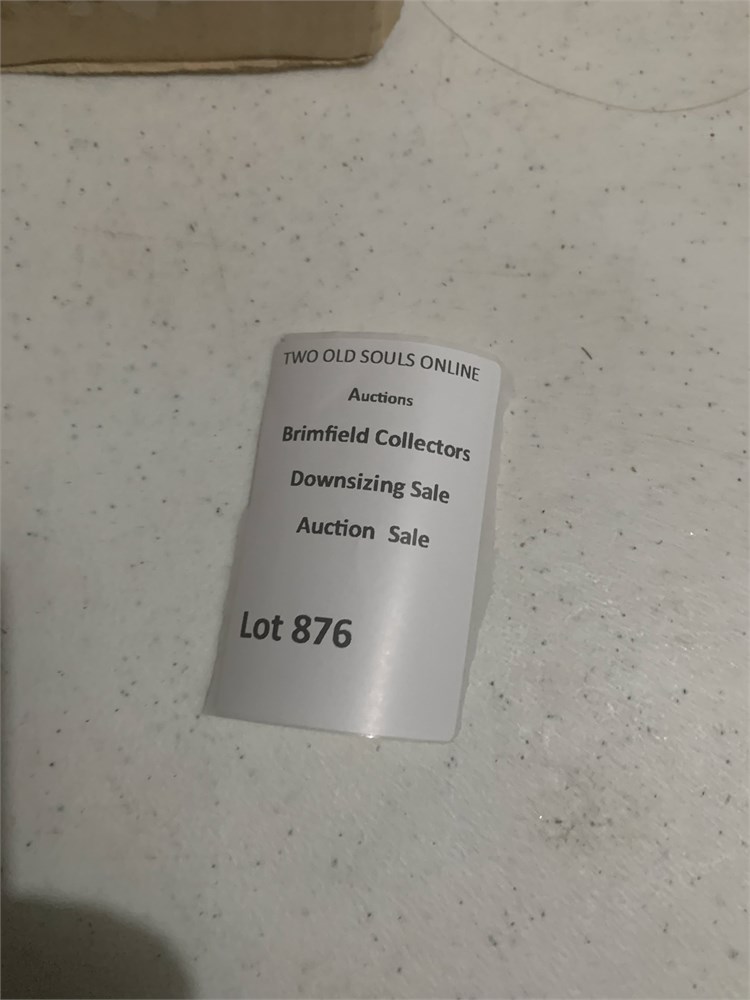 TWO OLD SOULS ONLINE
Auctions
Brimfield Collectors
Downsizing Sale
Auction Sale
Lot 876